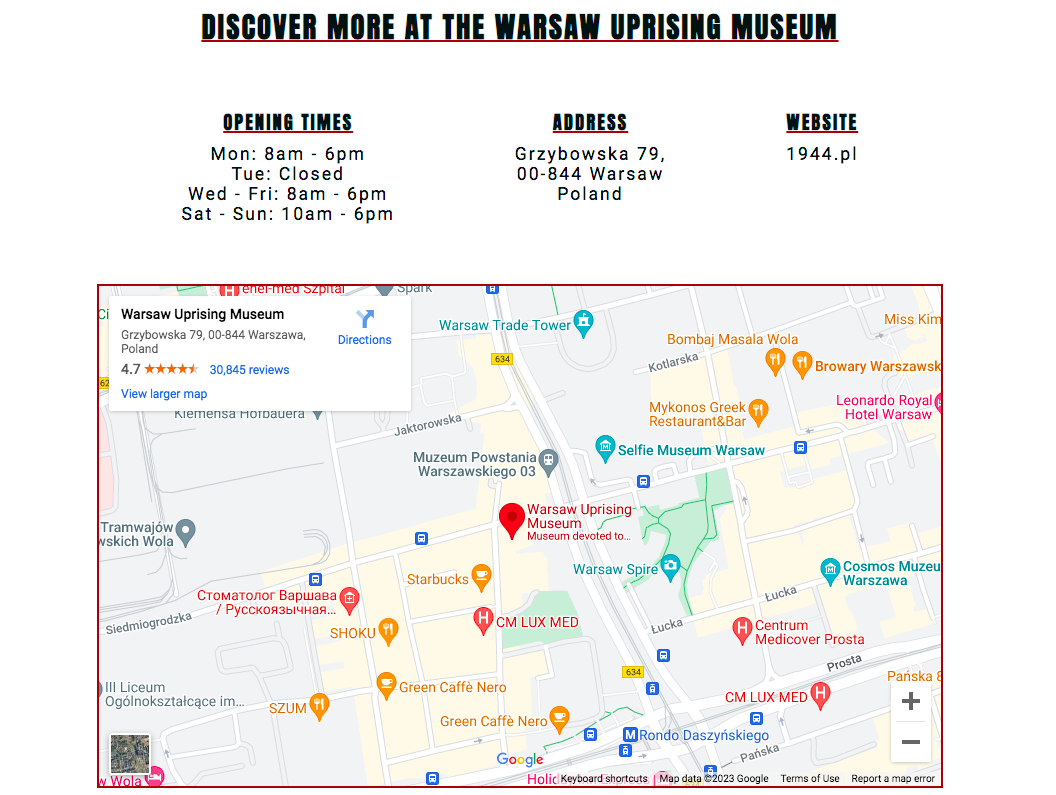 DISCOVER MORE AT THE WARSAW UPRISING MUSEUM
OPENING TIMES
Mon: 8am - 6pm
Tue: Closed
Wed - Fri: 8am - 6pm
Sat - Sun: 10am - 6pm
ADDRESS
Grzybowska 79,
00-844 Warsaw
Poland
WEBSITE
1944.pl
enel-med Szpital
Spark
Warsaw Uprising Museum
Grzybowska 79, 00-844 Warszawa,
Poland
4.7
30,845 reviews
View larger map
Directions
Ci
62
Klemensa Hofbauera
Warsaw Trade Tower
634
Kotlarska
Bombaj Masala Wola
Miss Kim
Browary Warszawsk
Leonardo Royal
Hotel Warsaw
Mykonos Greek
Restaurant&Bar
Jaktorowska
Muzeum Powstania
Warszawskiego 03
Selfie Museum Warsaw
Warsaw Uprising
Museum
Museum devoted to...
Tramwajów
wskich Wola
Warsaw Spire
Cosmos Muzeu
Warszawa
Starbucks
Стоматолог Варшава
/ Русскоязычная...
Siedmiogrodzka
SHOKU
CM LUX MED
Łucka
Łucka
Centrum
Medicover Prosta
Prosta
634
III Liceum
Ogólnokształcące im...
SZUM
Green Caffè Nero
Green Caffè Nero
CM LUX MED
Pańska &
M Rondo Daszyńskiego
Pańska
w Wola
Google
Holid
Keyboard shortcuts
Map data ©2023 Google
Terms of Use
Report a map error